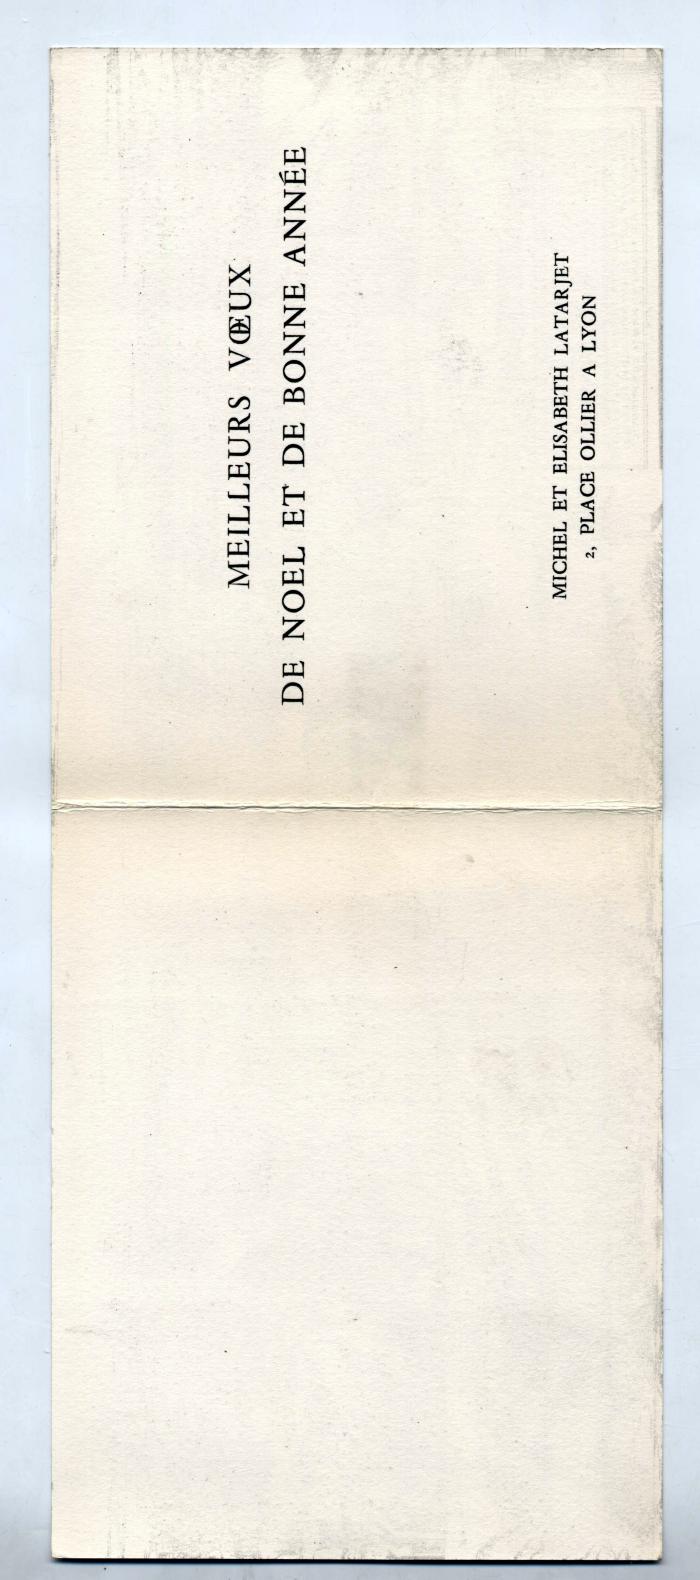 MEILLEURS VŒUX
DE NOEL ET DE BONNE ANNÉE
MICHEL ET ELISABETH LATARJET
2, PLACE OLLIER A LYON